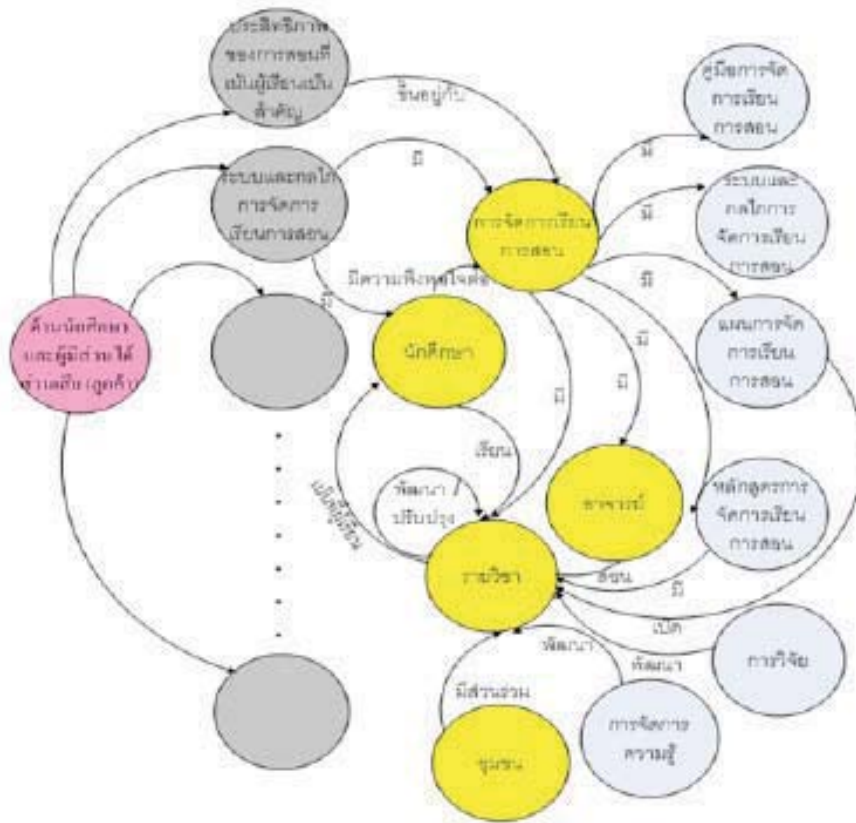 ประสิทธิภาพ
ของการสอนที่
เน้นผู้เรียนเป็น
สำคัญ
ขึ้นอยู่กับ
คู่มือการจัด
การเรียน
การสอน
มี
มี
ระบบและกลไก
การจัดการ
เรียนการสอน
การจัดการเรียน
การสอน
มี
ระบบและ
กลไกการ
จัดการเรียน
การสอน
มีความพึงพอใจต่อ
มี
มี
ด้านนักศึกษา
และผู้มีส่วนได้
ส่วนเสีย (ลูกค้า)
นักศึกษา
มี
มี
มี
แผนการจัด
การเรียน
การสอน
เรียน
เน้นผู้เรียน
พัฒนา /
ปรับปรุง
อาจารย์
หลักสูตรการ
จัดการเรียน
การสอน
รายวิชา
สอน
มี
เปิด
พัฒนา
พัฒนา
การวิจัย
มีส่วนร่วม
การจัดการ
ความรู้
ชุมชน